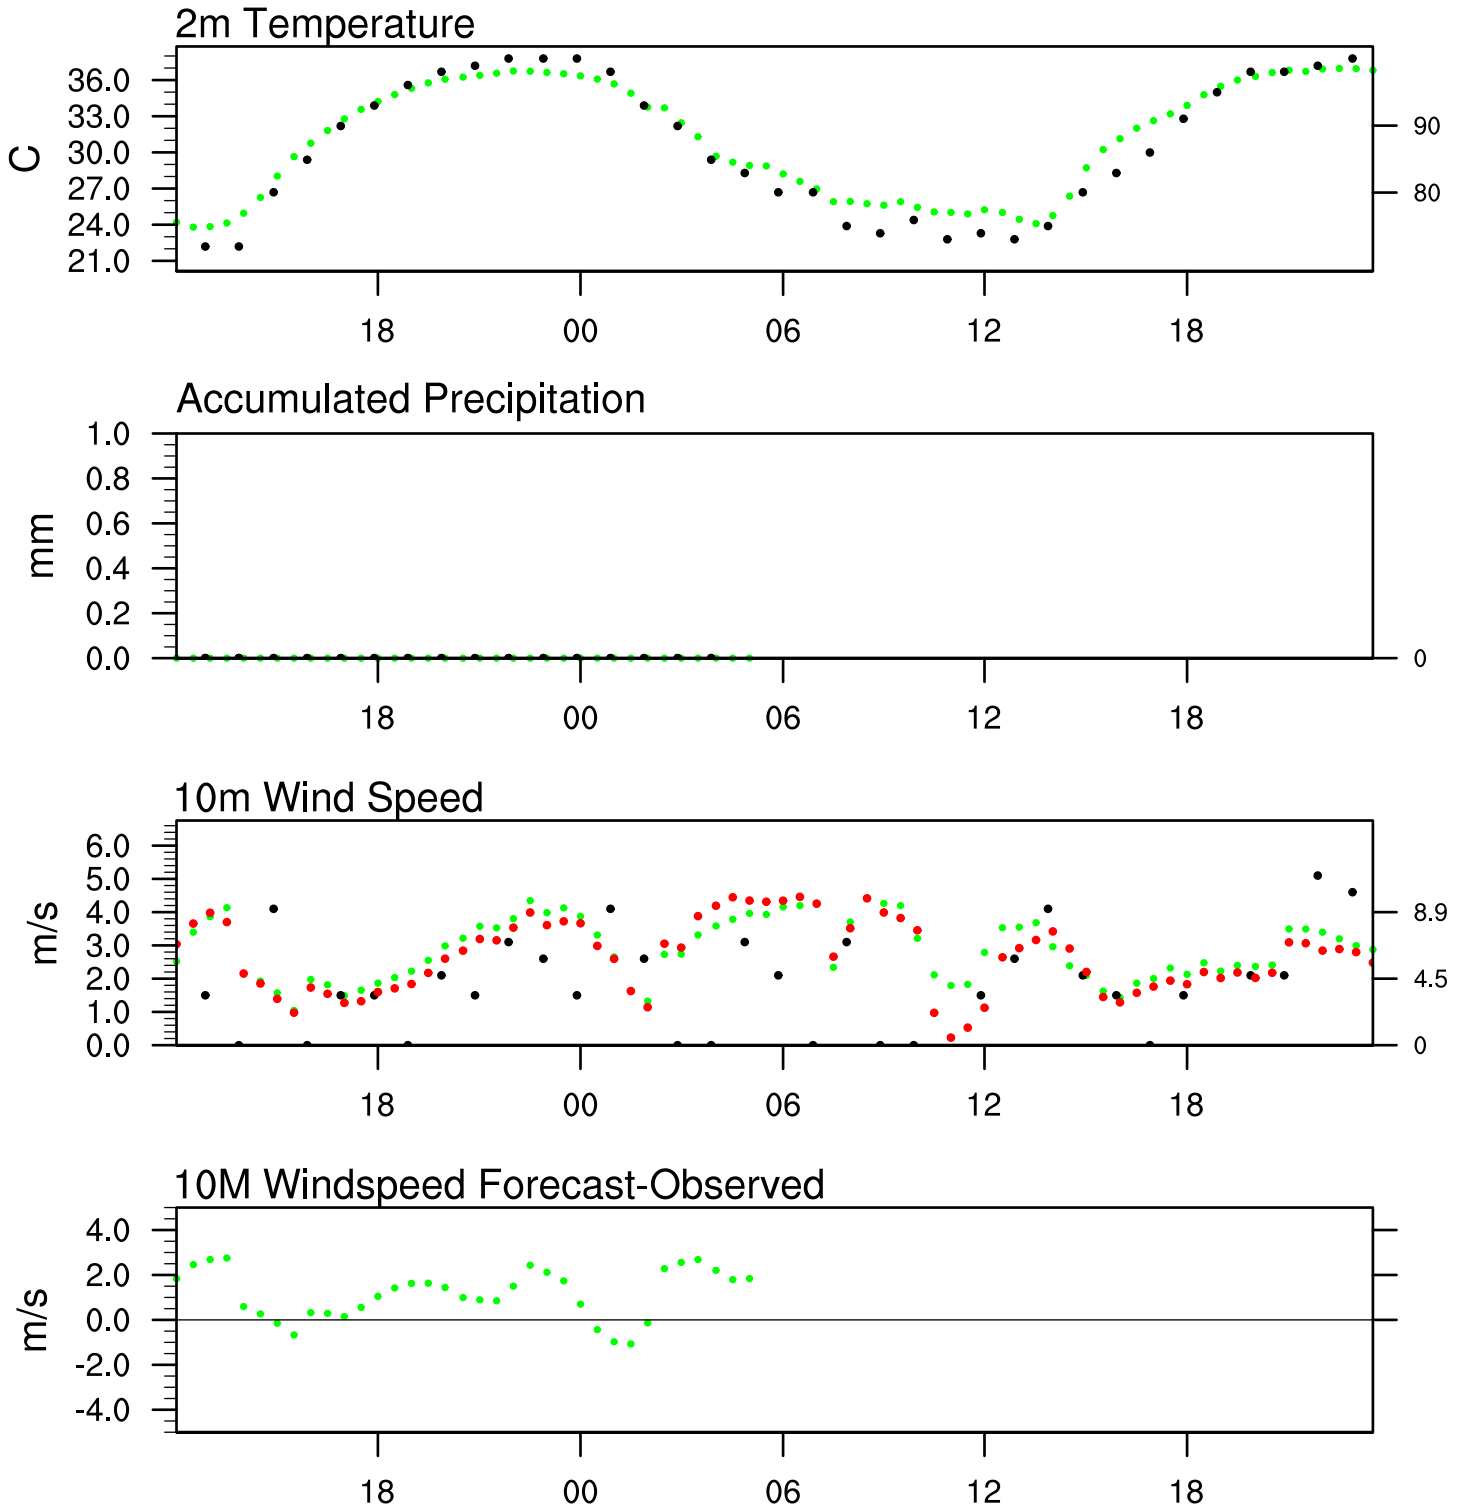 2m Temperature
36.0
33.0
30.0
27.0
24.0
21.0
C
90
80
18 00 06 12 18
Accumulated Precipitation
1.0
0.8
0.6
0.4
0.2
0.0
mm
0
18 00 06 12 18
10m Wind Speed
6.0
5.0
4.0
3.0
2.0
1.0
0.0
m/s
8.9
4.5
0
18 00 06 12 18
10M Windspeed Forecast-Observed
4.0
2.0
0.0
-2.0
-4.0
m/s
18 00 06 12 18